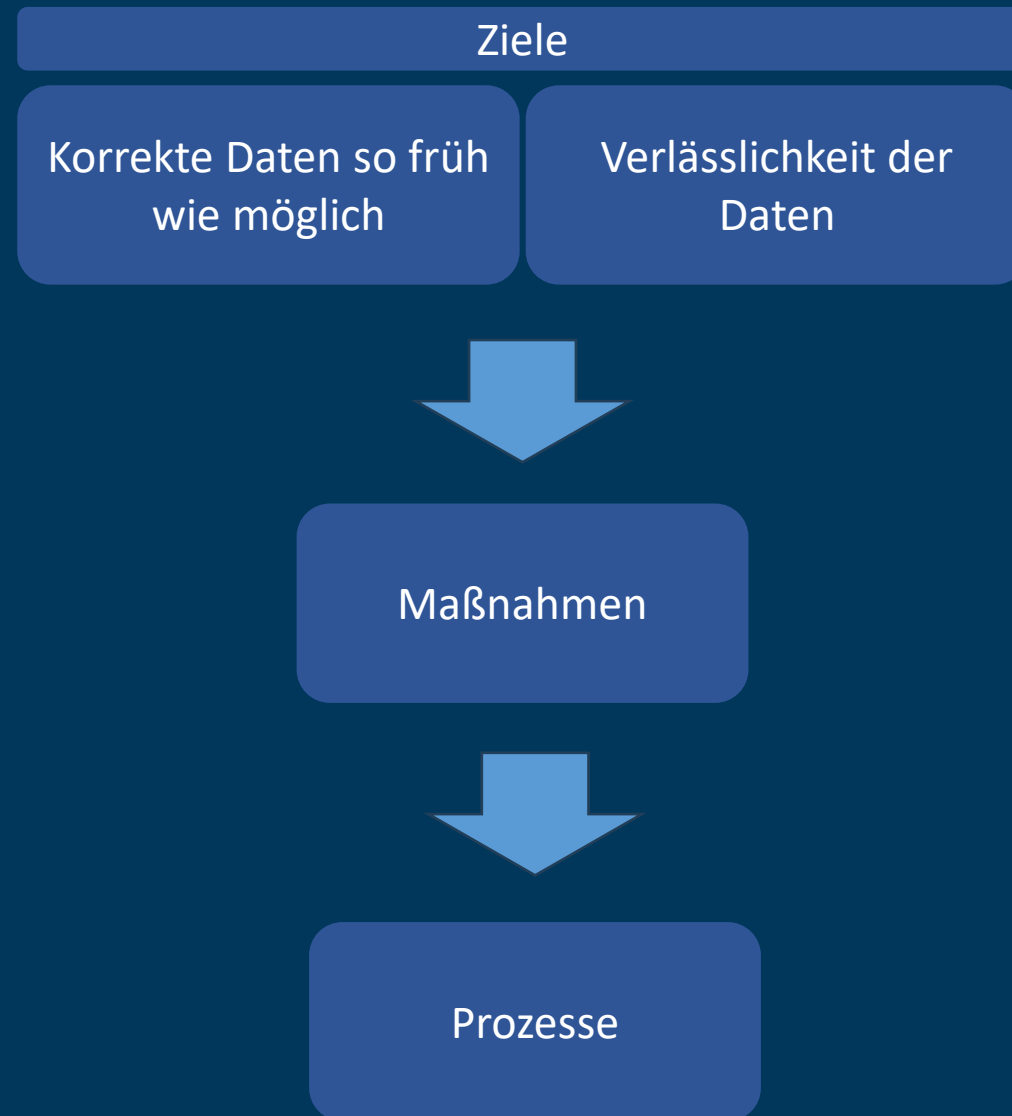 Ziele
Korrekte Daten so früh
wie möglich
Verlässlichkeit der
Daten
Maßnahmen
Prozesse